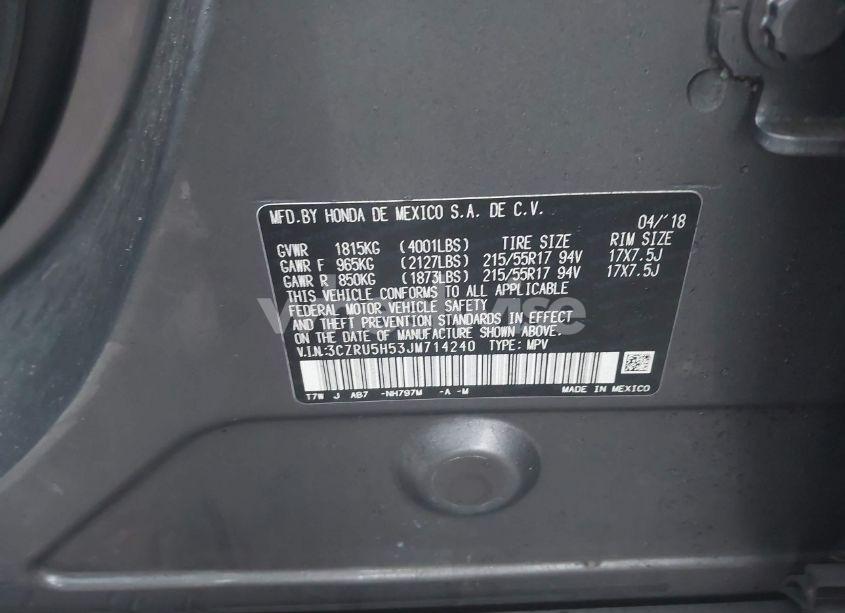 MFD.BY HONDA DE MEXICO S.A. DE C.V. 04/'18
GVWR 1815KG (4001LBS) TIRE SIZE RIM SIZE
GAWR F 965KG (2127LBS) 215/55R17 94V 17X7.5J
GAWR R 850KG (1873LBS) 215/55R17 94V 17X7.5J
THIS VEHICLE CONFORMS TO ALL APPLICABLE
FEDERAL MOTOR VEHICLE SAFETY
AND THEFT PREVENTION STANDARDS IN EFFECT
ON THE DATE OF MANUFACTURE SHOWN ABOVE.
V.I.N:3CZRU5H53JM714240 TYPE: MPV
T7W J AB7 -NH797M -A -M MADE IN MEXICO